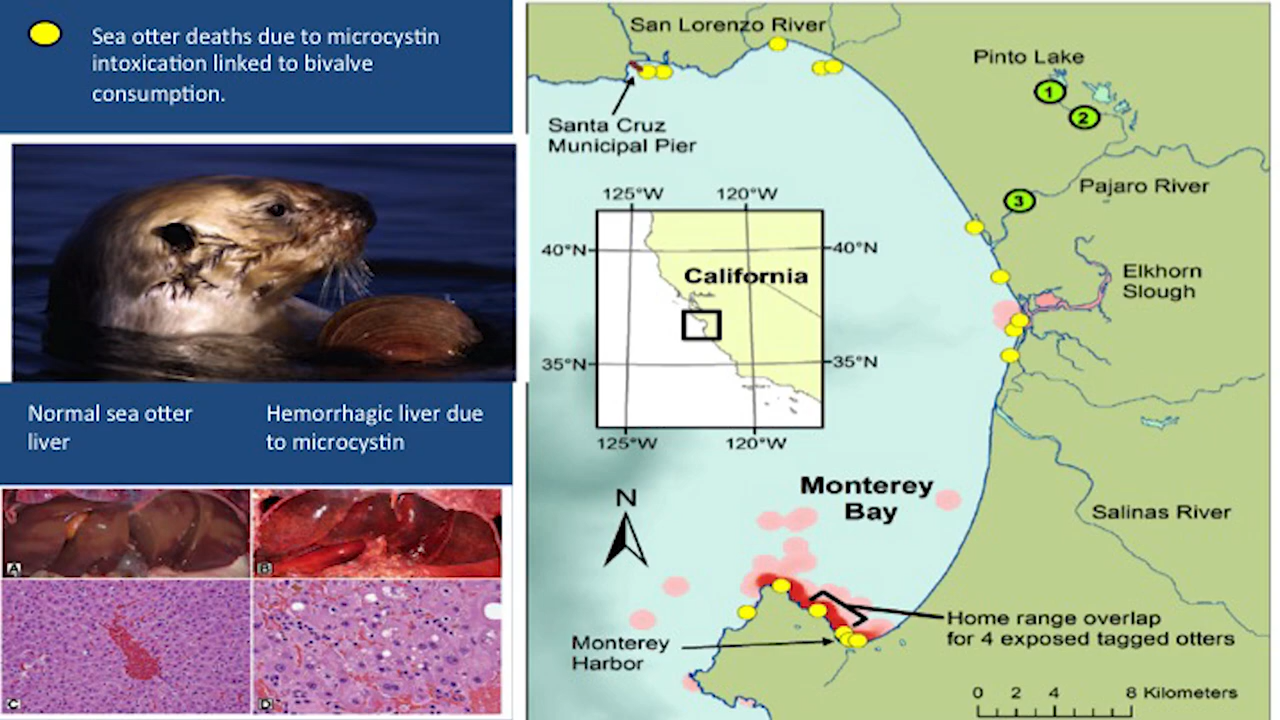 Sea otter deaths due to microcystin
intoxication linked to bivalve
consumption.
Normal sea otter
liver
Hemorrhagic liver due
to microcystin
A
B
C
D
San Lorenzo River
Pinto Lake
1
2
Santa Cruz
Municipal Pier
Pajaro River
3
125°W
120°W
40°N
40°N
California
Elkhorn
Slough
35°N
35°N
125°W
120°W
Monterey
Bay
N
Salinas River
Home range overlap
for 4 exposed tagged otters
Monterey
Harbor
0 2 4 8 Kilometers